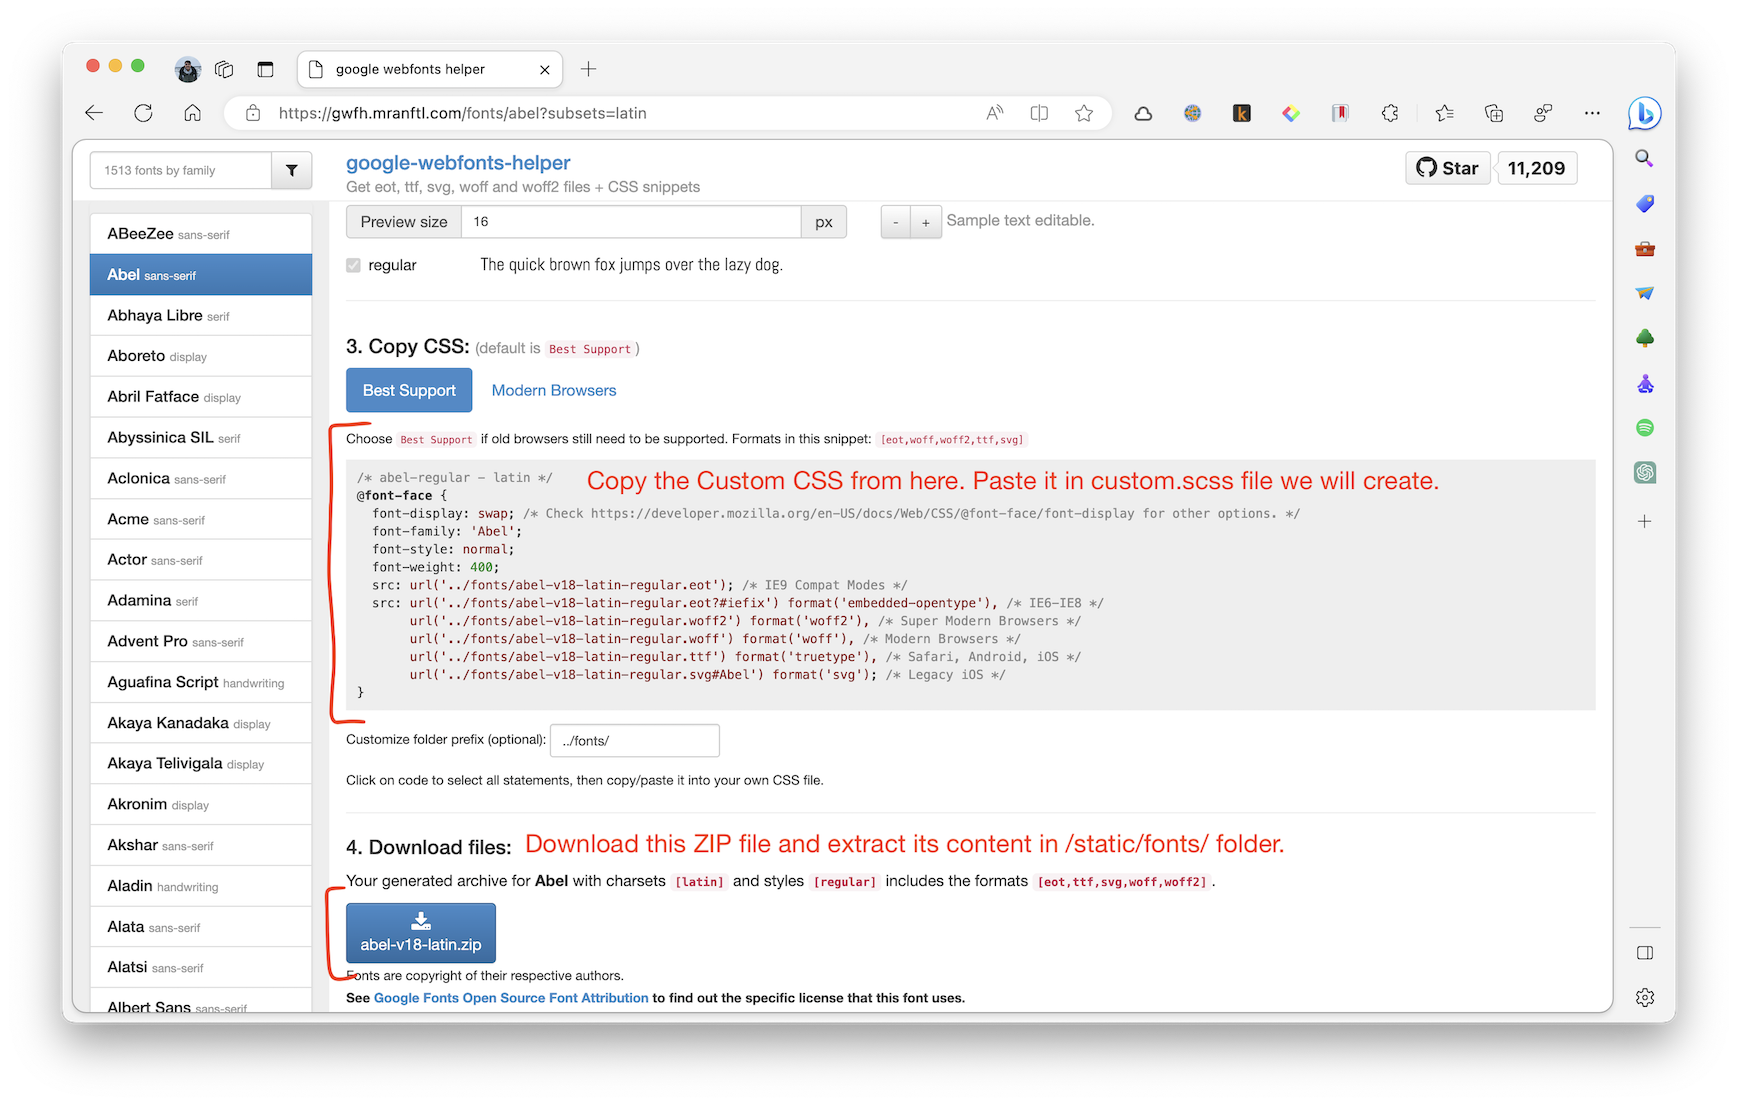 google webfonts helper
https://gwfh.mranftl.com/fonts/abel?subsets=latin
1513 fonts by family
google-webfonts-helper
Get eot, ttf, svg, woff and woff2 files + CSS snippets
Star
11,209
ABeeZee sans-serif
Abel sans-serif
Abhaya Libre serif
Aboreto display
Abril Fatface display
Abyssinica SIL serif
Aclonica sans-serif
Acme sans-serif
Actor sans-serif
Adamina serif
Advent Pro sans-serif
Aguafina Script handwriting
Akaya Kanadaka display
Akaya Telivigala display
Akronim display
Akshar sans-serif
Aladin handwriting
Alata sans-serif
Alatsi sans-serif
Albert Sans sans-serif
Preview size 16 px - + Sample text editable.
regular The quick brown fox jumps over the lazy dog.
3. Copy CSS: (default is Best Support)
Best Support Modern Browsers
Choose Best Support if old browsers still need to be supported. Formats in this snippet: [eot,woff,woff2,ttf,svg]
Copy the Custom CSS from here. Paste it in custom.scss file we will create.
/* abel-regular - latin */
@font-face {
font-display: swap; /* Check https://developer.mozilla.org/en-US/docs/Web/CSS/@font-face/font-display for other options. */
font-family: 'Abel';
font-style: normal;
font-weight: 400;
src: url('../fonts/abel-v18-latin-regular.eot'); /* IE9 Compat Modes */
src: url('../fonts/abel-v18-latin-regular.eot?#iefix') format('embedded-opentype'), /* IE6-IE8 */
url('../fonts/abel-v18-latin-regular.woff2') format('woff2'), /* Super Modern Browsers */
url('../fonts/abel-v18-latin-regular.woff') format('woff'), /* Modern Browsers */
url('../fonts/abel-v18-latin-regular.ttf') format('truetype'), /* Safari, Android, iOS */
url('../fonts/abel-v18-latin-regular.svg#Abel') format('svg'); /* Legacy iOS */
}
Customize folder prefix (optional): ../fonts/
Click on code to select all statements, then copy/paste it into your own CSS file.
4. Download files: Download this ZIP file and extract its content in /static/fonts/ folder.
Your generated archive for Abel with charsets [latin] and styles [regular] includes the formats [eot,ttf,svg,woff,woff2] .
abel-v18-latin.zip
Fonts are copyright of their respective authors.
See Google Fonts Open Source Font Attribution to find out the specific license that this font uses.